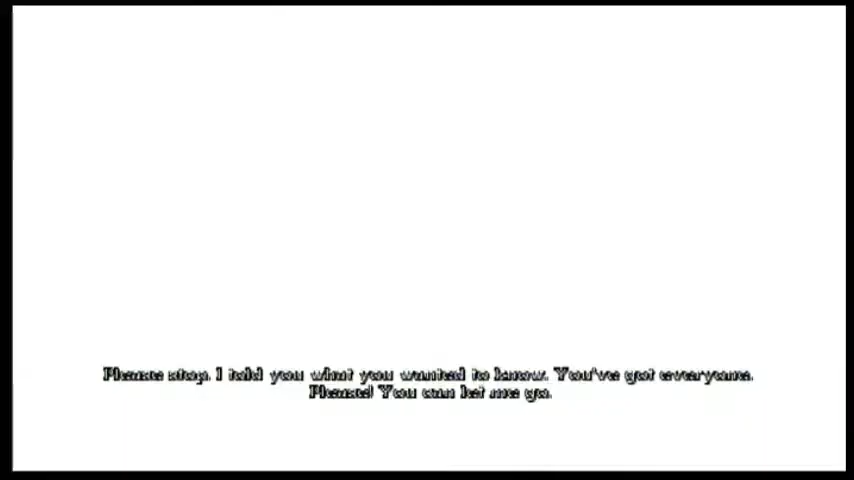 Please stop. I told you what you wanted to know. You've got everyone.
Please! You can let me go.